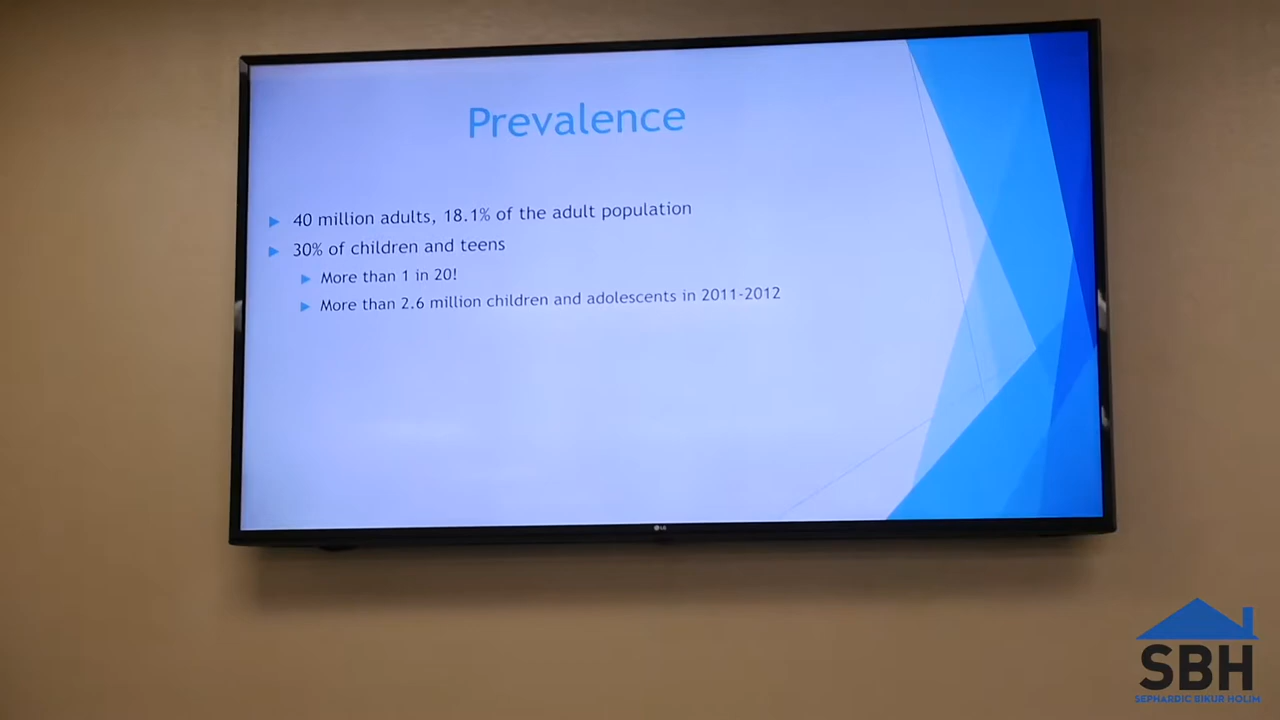 Prevalence
40 million adults, 18.1% of the adult population
30% of children and teens
More than 1 in 20!
More than 2.6 million children and adolescents in 2011-2012
LG
SBH
SEPHARDIC BIKUR HOLIM